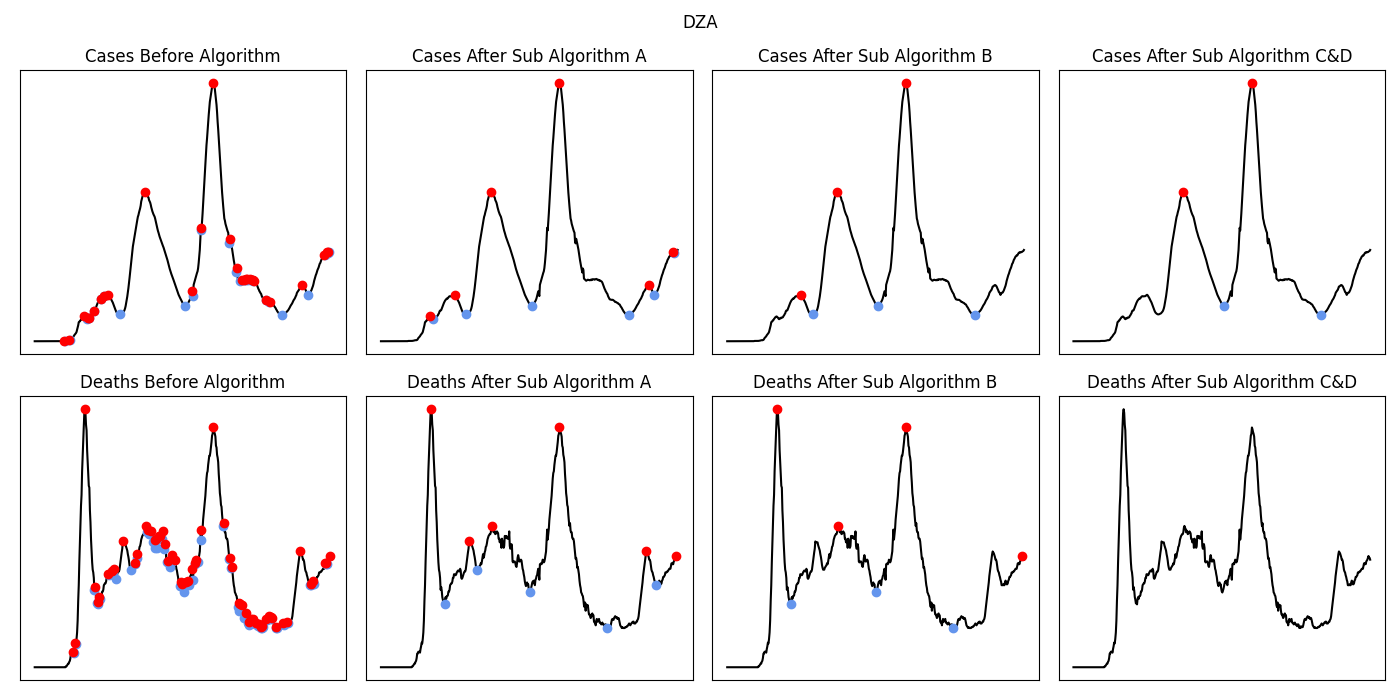 DZA
Cases Before Algorithm
Cases After Sub Algorithm A
Cases After Sub Algorithm B
Cases After Sub Algorithm C&D
Deaths Before Algorithm
Deaths After Sub Algorithm A
Deaths After Sub Algorithm B
Deaths After Sub Algorithm C&D